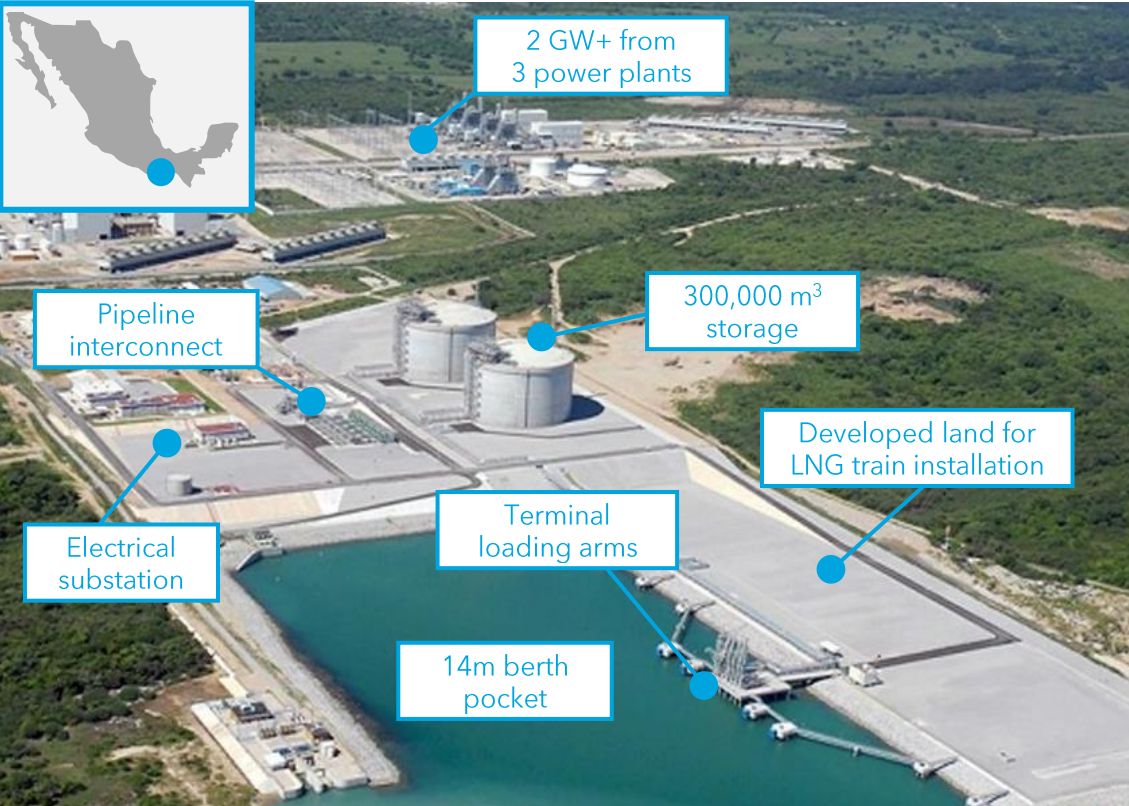 2 GW+ from
3 power plants
300,000 m³
storage
Pipeline
interconnect
Developed land for
LNG train installation
Terminal
loading arms
Electrical
substation
14m berth
pocket